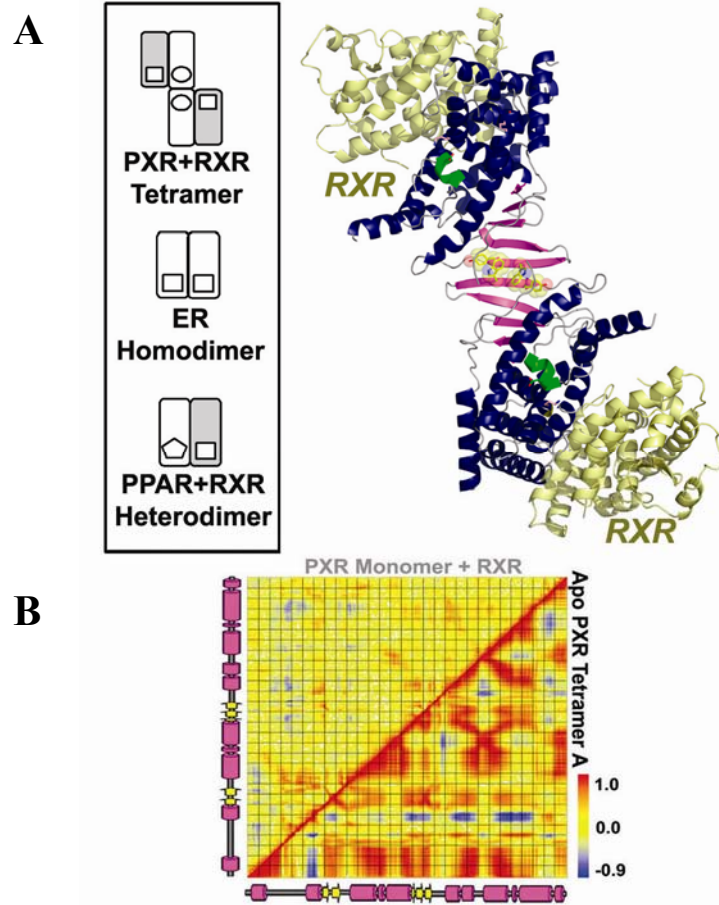 A
PXR+RXR
Tetramer
ER
Homodimer
PPAR+RXR
Heterodimer
RXR
RXR
B
PXR Monomer + RXR
Apo PXR Tetramer A
1.0
0.0
-0.9